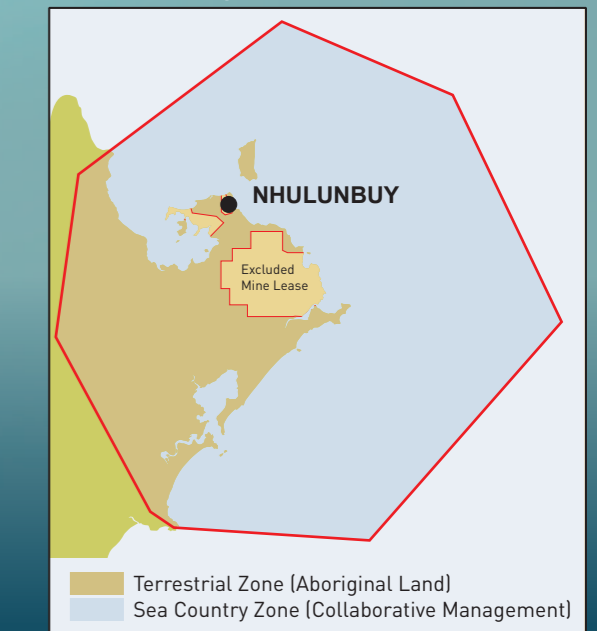 NHULUNBUY
Excluded
Mine Lease
Terrestrial Zone (Aboriginal Land)
Sea Country Zone (Collaborative Management)